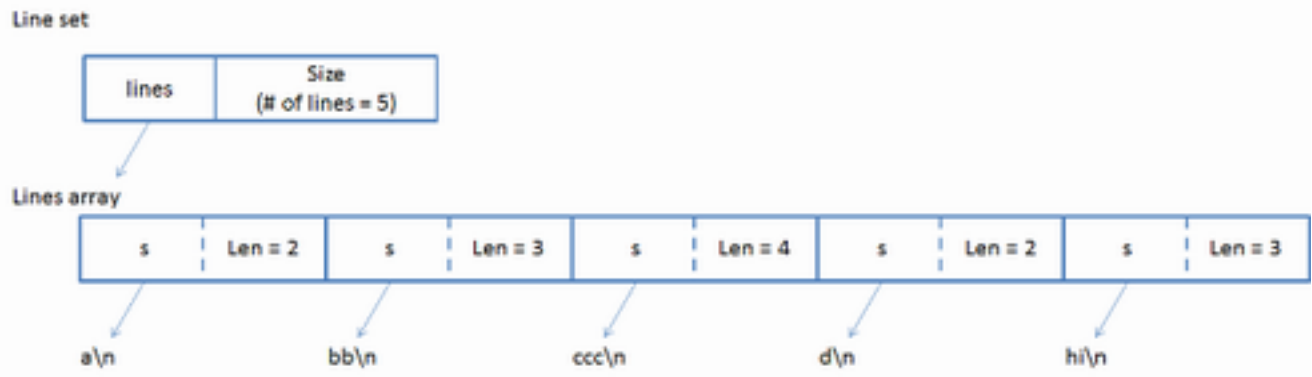 Line set
lines
Size
(# of lines = 5)
Lines array
s
Len = 2
s
Len = 3
s
Len = 4
s
Len = 2
s
Len = 3
a\n
bb\n
ccc\n
d\n
hi\n